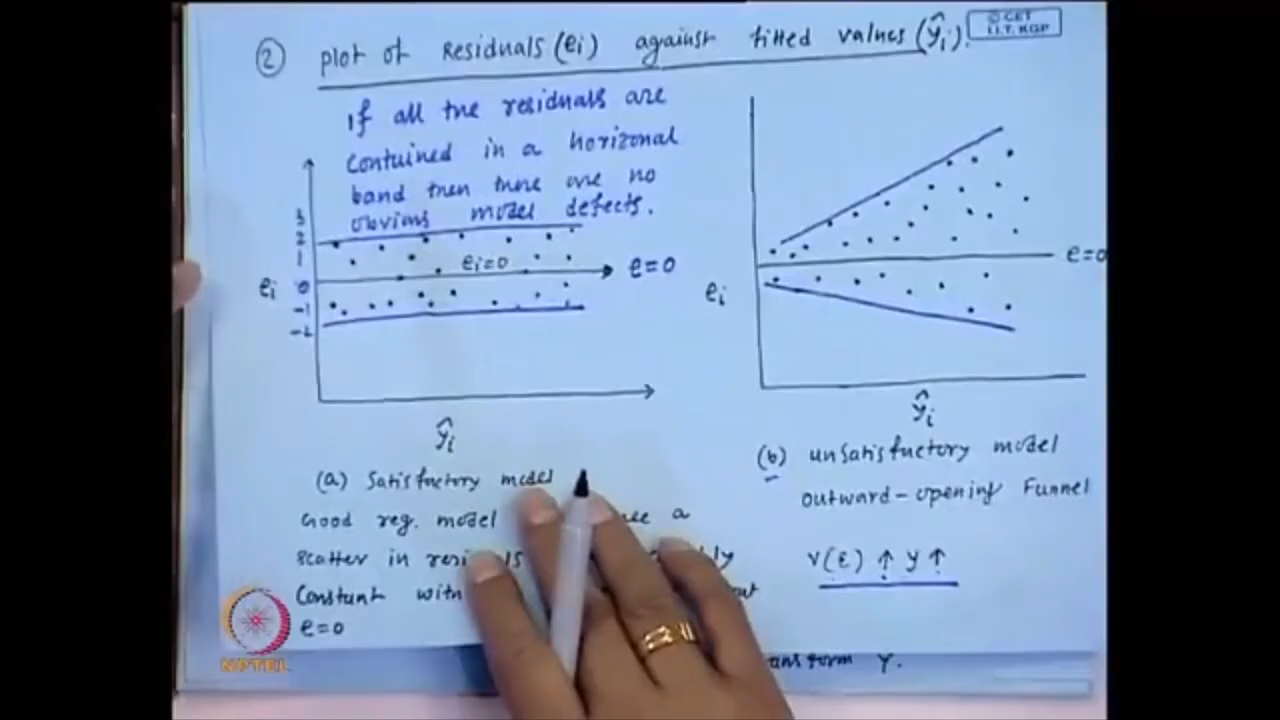 ② plot of Residuals (ei) against fitted values (ŷi).
© CET
I.I.T. KGP
If all the residuals are
contained in a horizonal
band then there are no
obvious model defects.
3
2
1
0
-1
-2
ei
ei=0
e=0
ŷi
(a) Satisfactory model
Good reg. model
scatter in
Constant with
e=0
ei
e=0
ŷi
(b) unsatisfactory model
outward-opening Funnel
V(ε) ↑ y ↑
Y.
NPTEL